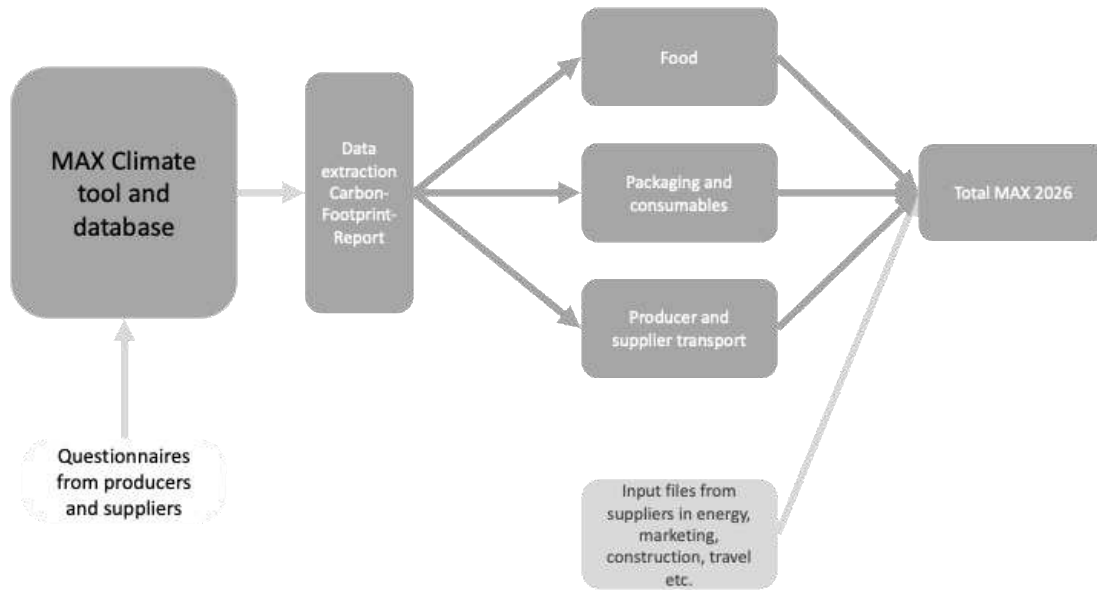 MAX Climate
tool and
database
Questionnaires
from producers
and suppliers
Data
extraction
Carbon-
Footprint-
Report
Food
Packaging and
consumables
Producer and
supplier transport
Input files from
suppliers in energy,
marketing,
construction, travel
etc.
Total MAX 2026